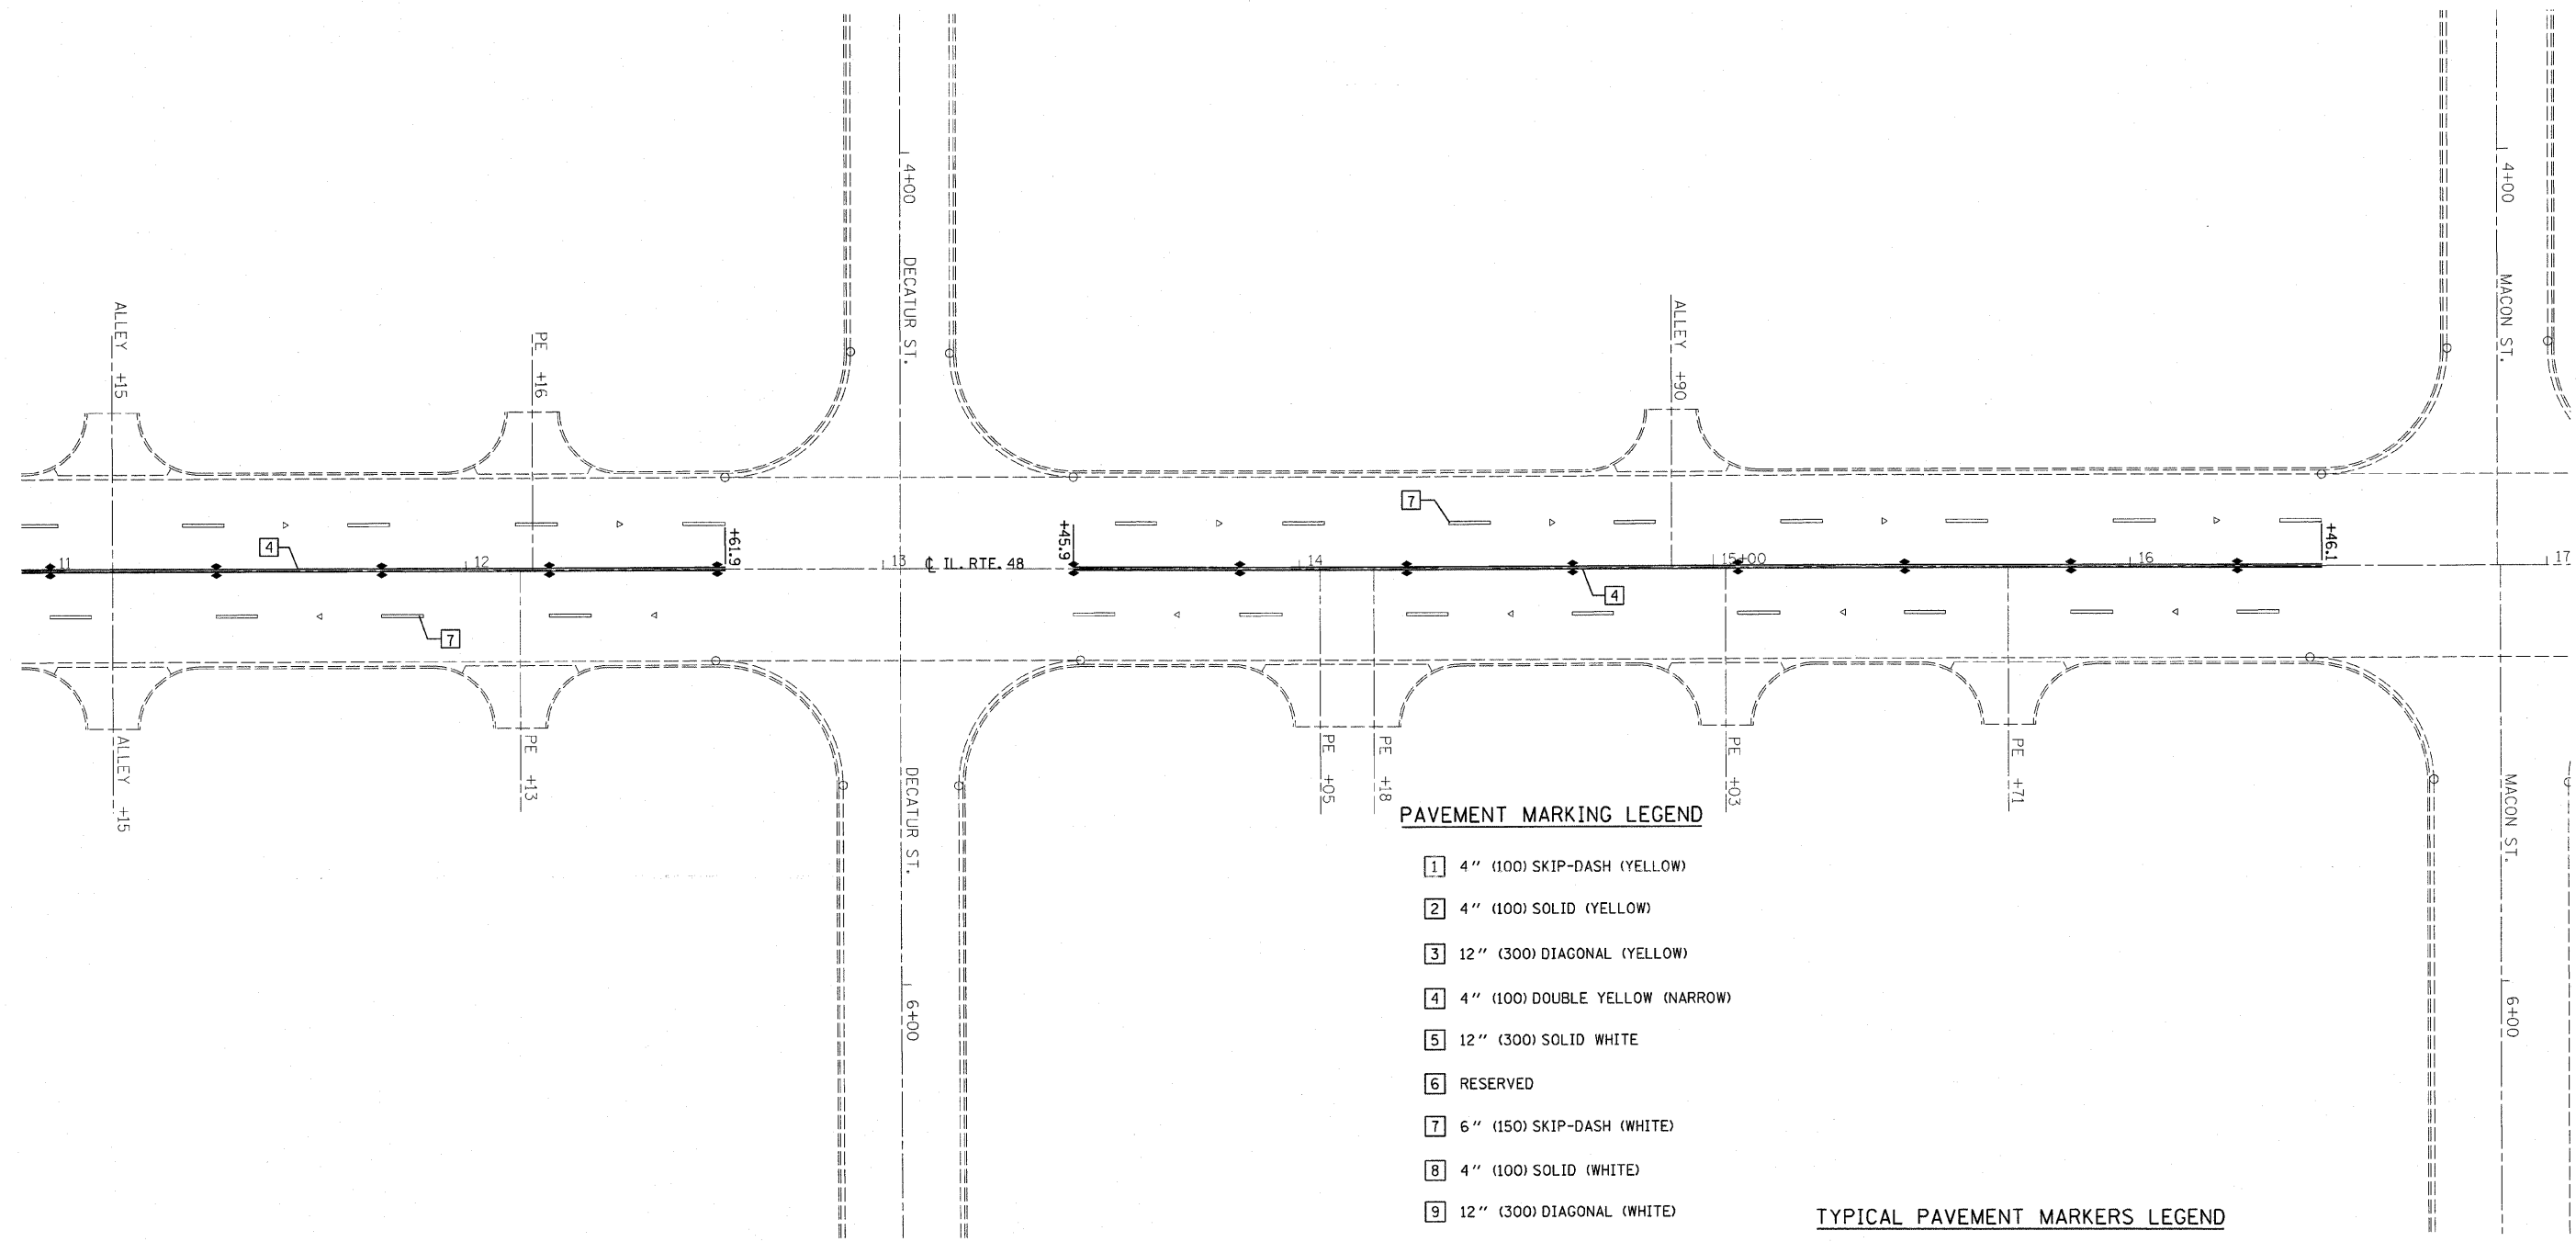 4+00
4+00
DECATUR ST.
MACON ST.
ALLEY +15
PE +16
ALLEY +90
7
4
+61.9
+45.9
+46.1
11
12
13
℄ IL. RTE. 48
14
15+00
16
17
4
7
ALLEY +15
PE +13
DECATUR ST.
PE +05
PE +18
PE +03
PE +71
MACON ST.
6+00
6+00
PAVEMENT MARKING LEGEND
1 4" (100) SKIP-DASH (YELLOW)
2 4" (100) SOLID (YELLOW)
3 12" (300) DIAGONAL (YELLOW)
4 4" (100) DOUBLE YELLOW (NARROW)
5 12" (300) SOLID WHITE
6 RESERVED
7 6" (150) SKIP-DASH (WHITE)
8 4" (100) SOLID (WHITE)
9 12" (300) DIAGONAL (WHITE)
TYPICAL PAVEMENT MARKERS LEGEND